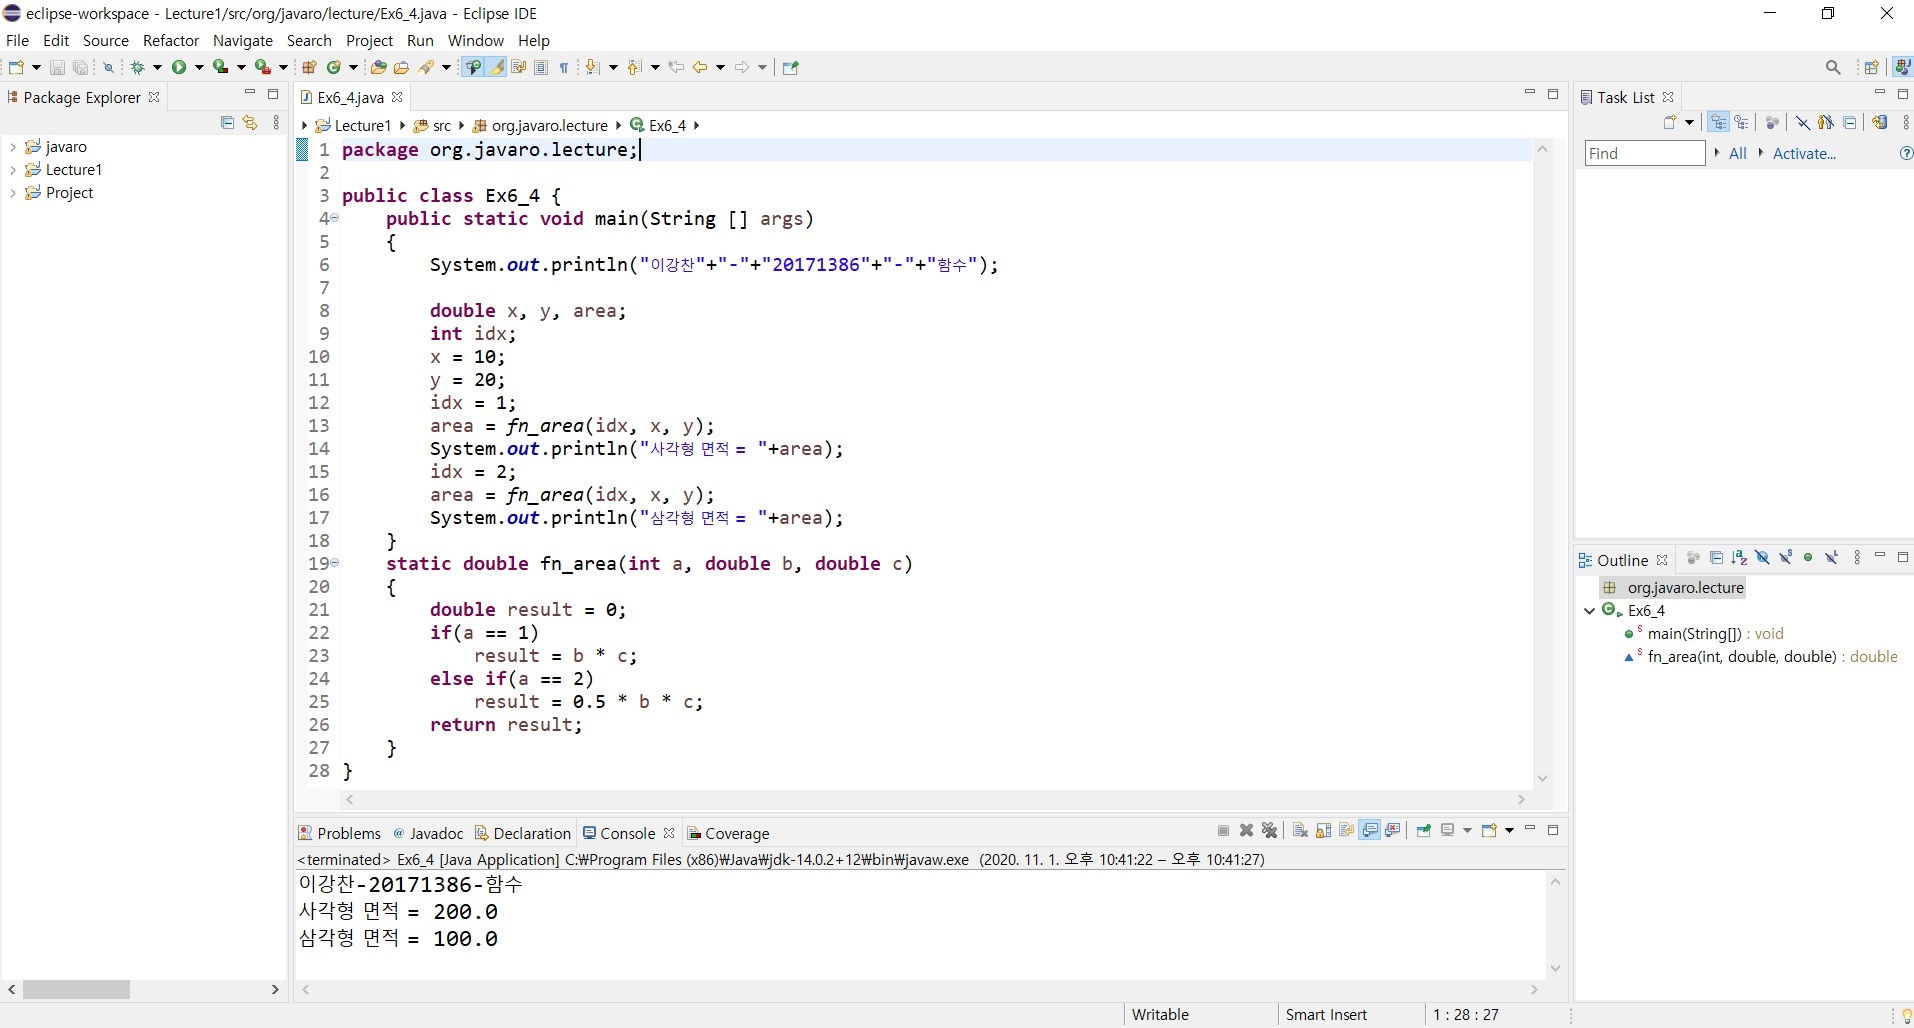 eclipse-workspace - Lecture1/src/org/javaro/lecture/Ex6_4.java - Eclipse IDE
File Edit Source Refactor Navigate Search Project Run Window Help
Package Explorer
javaro
Lecture1
Project
Ex6_4.java
Lecture1 src org.javaro.lecture Ex6_4
1 package org.javaro.lecture;
2
3 public class Ex6_4 {
4 public static void main(String [] args)
5 {
6 System.out.println("이강찬"+"-"+"20171386"+"-"+"함수");
7
8 double x, y, area;
9 int idx;
10 x = 10;
11 y = 20;
12 idx = 1;
13 area = fn_area(idx, x, y);
14 System.out.println("사각형 면적 = "+area);
15 idx = 2;
16 area = fn_area(idx, x, y);
17 System.out.println("삼각형 면적 = "+area);
18 }
19 static double fn_area(int a, double b, double c)
20 {
21 double result = 0;
22 if(a == 1)
23 result = b * c;
24 else if(a == 2)
25 result = 0.5 * b * c;
26 return result;
27 }
28 }
Problems Javadoc Declaration Console Coverage
<terminated> Ex6_4 [Java Application] C:₩Program Files (x86)₩Java₩jdk-14.0.2+12₩bin₩javaw.exe (2020. 11. 1. 오후 10:41:22 – 오후 10:41:27)
이강찬-20171386-함수
사각형 면적 = 200.0
삼각형 면적 = 100.0
Task List
Find All Activate...
Outline
org.javaro.lecture
Ex6_4
main(String[]) : void
fn_area(int, double, double) : double
Writable Smart Insert 1 : 28 : 27